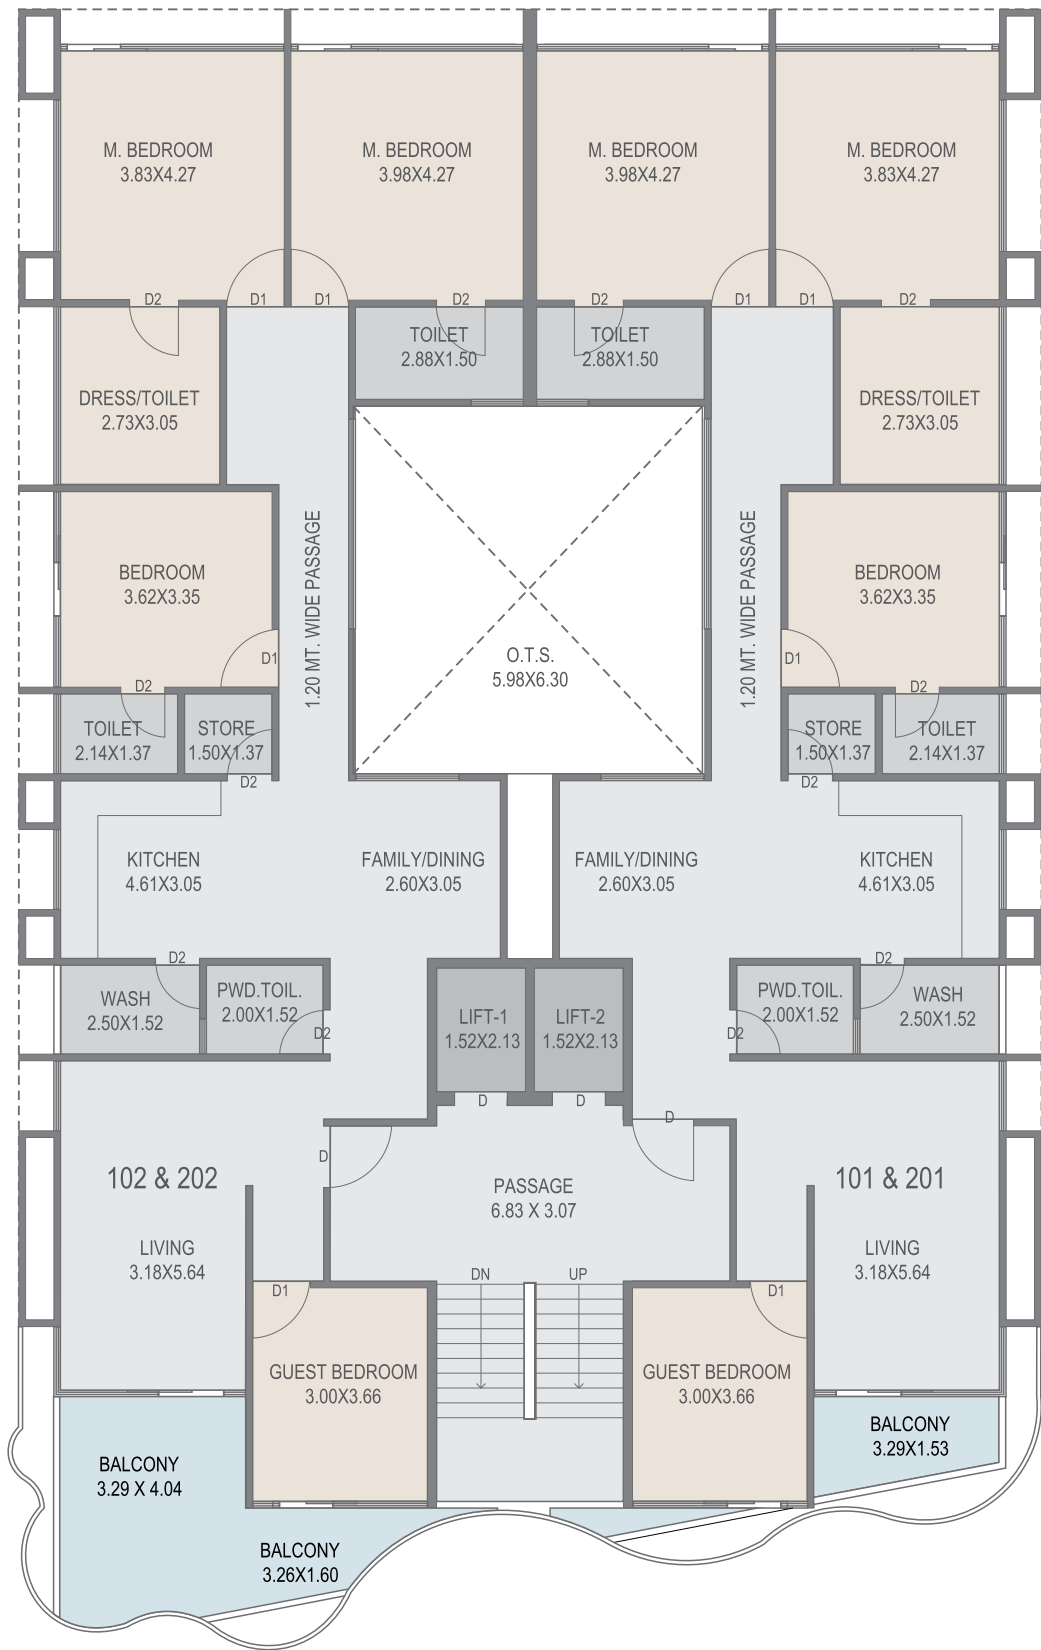 M. BEDROOM
3.83X4.27
M. BEDROOM
3.98X4.27
M. BEDROOM
3.98X4.27
M. BEDROOM
3.83X4.27
D2
D1
D1
D2
D2
D1
D1
D2
TOILET
2.88X1.50
TOILET
2.88X1.50
DRESS/TOILET
2.73X3.05
DRESS/TOILET
2.73X3.05
1.20 MT. WIDE PASSAGE
1.20 MT. WIDE PASSAGE
BEDROOM
3.62X3.35
BEDROOM
3.62X3.35
O.T.S.
5.98X6.30
D1
D1
D2
D2
TOILET
2.14X1.37
STORE
1.50X1.37
STORE
1.50X1.37
TOILET
2.14X1.37
D2
D2
KITCHEN
4.61X3.05
FAMILY/DINING
2.60X3.05
FAMILY/DINING
2.60X3.05
KITCHEN
4.61X3.05
D2
D2
WASH
2.50X1.52
PWD.TOIL.
2.00X1.52
LIFT-1
1.52X2.13
LIFT-2
1.52X2.13
PWD.TOIL.
2.00X1.52
WASH
2.50X1.52
D2
D2
D
D
D
D
102 & 202
PASSAGE
6.83 X 3.07
101 & 201
LIVING
3.18X5.64
LIVING
3.18X5.64
D1
DN
UP
D1
GUEST BEDROOM
3.00X3.66
GUEST BEDROOM
3.00X3.66
BALCONY
3.29X1.53
BALCONY
3.29 X 4.04
BALCONY
3.26X1.60